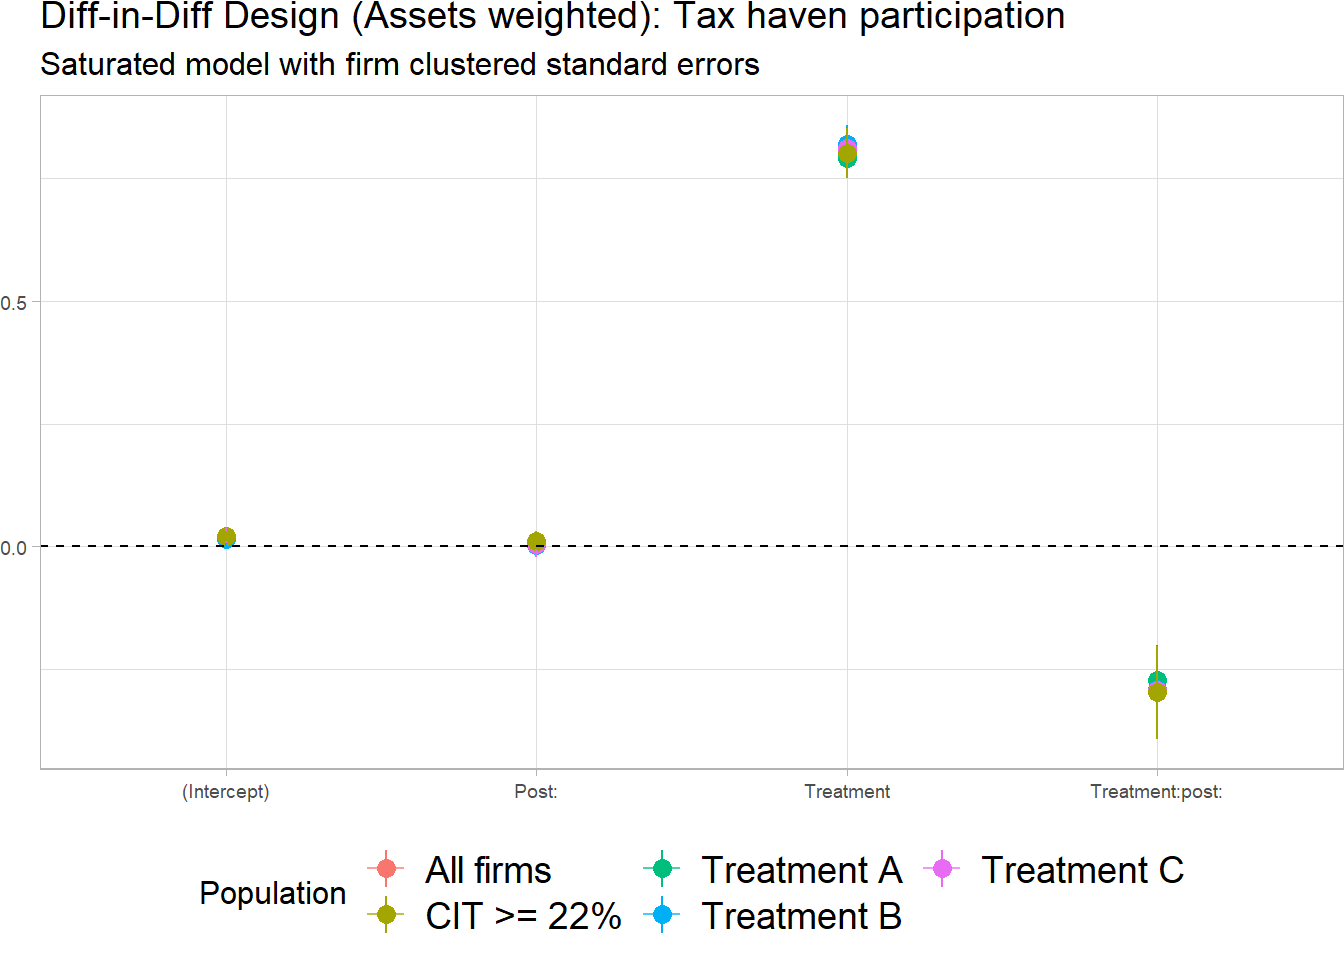 Diff-in-Diff Design (Assets weighted): Tax haven participation
Saturated model with firm clustered standard errors
0.5
0.0
(Intercept) Post: Treatment Treatment:post:
Population
All firms Treatment A Treatment C
CIT >= 22% Treatment B